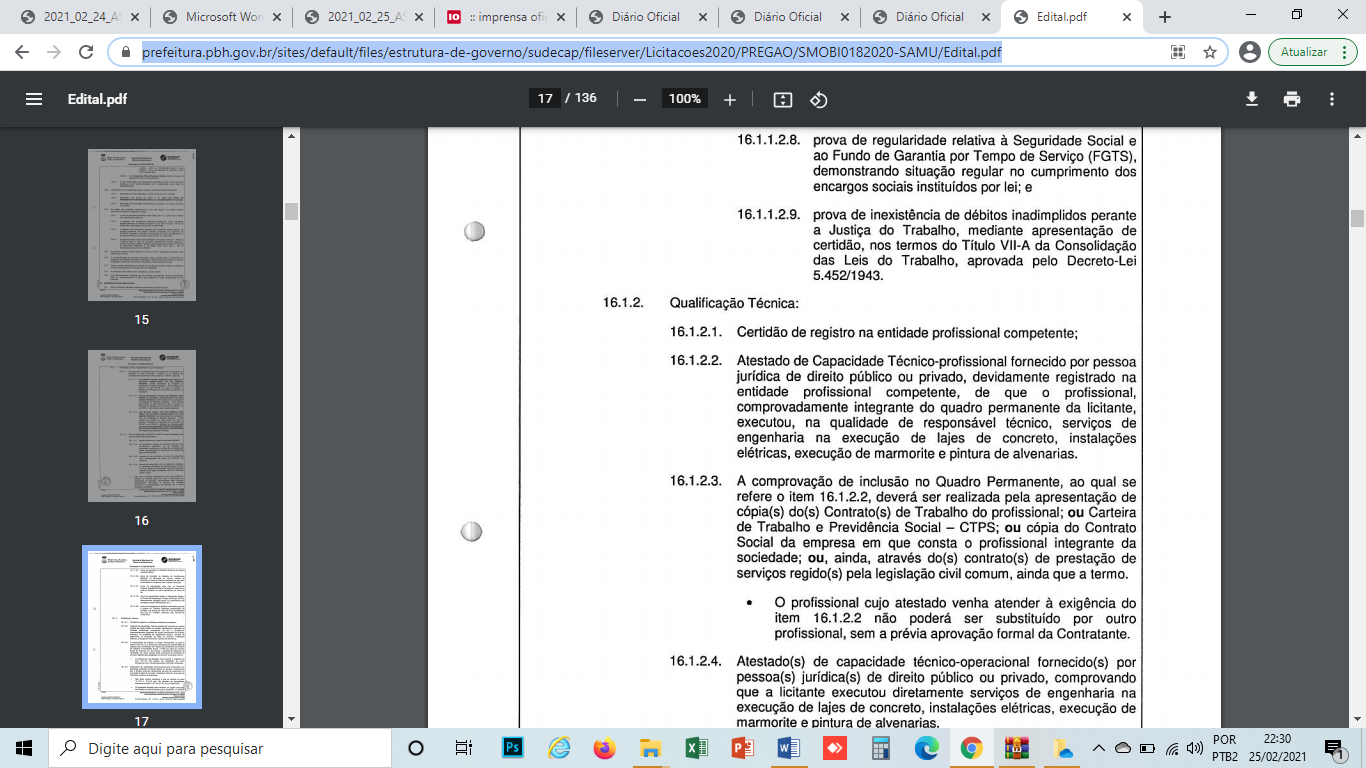 2021_02_24_AS
Microsoft Wor
2021_02_25_AS
IO :: imprensa ofic
Diário Oficial
Diário Oficial
Diário Oficial
Edital.pdf
prefeitura.pbh.gov.br/sites/default/files/estrutura-de-governo/sudecap/fileserver/Licitacoes2020/PREGAO/SMOBI0182020-SAMU/Edital.pdf
Atualizar
Edital.pdf
17 / 136
100%
15
16
17
16.1.1.2.8. prova de regularidade relativa à Seguridade Social e
ao Fundo de Garantia por Tempo de Serviço (FGTS),
demonstrando situação regular no cumprimento dos
encargos sociais instituídos por lei; e
16.1.1.2.9. prova de inexistência de débitos inadimplidos perante
a Justiça do Trabalho, mediante apresentação de
certidão, nos termos do Título VII-A da Consolidação
das Leis do Trabalho, aprovada pelo Decreto-Lei
5.452/1943.
16.1.2. Qualificação Técnica:
16.1.2.1. Certidão de registro na entidade profissional competente;
16.1.2.2. Atestado de Capacidade Técnico-profissional fornecido por pessoa
jurídica de direito público ou privado, devidamente registrado na
entidade profissional competente, de que o profissional,
comprovadamente integrante do quadro permanente da licitante,
executou, na qualidade de responsável técnico, serviços de
engenharia na execução de lajes de concreto, instalações
elétricas, execução de marmorite e pintura de alvenarias.
16.1.2.3. A comprovação de inclusão no Quadro Permanente, ao qual se
refere o item 16.1.2.2, deverá ser realizada pela apresentação de
cópia(s) do(s) Contrato(s) de Trabalho do profissional; ou Carteira
de Trabalho e Previdência Social – CTPS; ou cópia do Contrato
Social da empresa em que consta o profissional integrante da
sociedade; ou, ainda, através do(s) contrato(s) de prestação de
serviços regido(s) pela legislação civil comum, ainda que a termo.
• O profissional cujo atestado venha atender à exigência do
item 16.1.2.2 não poderá ser substituído por outro
profissional, sem a prévia aprovação formal da Contratante.
16.1.2.4. Atestado(s) de capacidade técnico-operacional fornecido(s) por
pessoa(s) jurídica(s) de direito público ou privado, comprovando
que a licitante executou diretamente serviços de engenharia na
execução de lajes de concreto, instalações elétricas, execução de
marmorite e pintura de alvenarias.
Digite aqui para pesquisar
POR
PTB2
22:30
25/02/2021
1